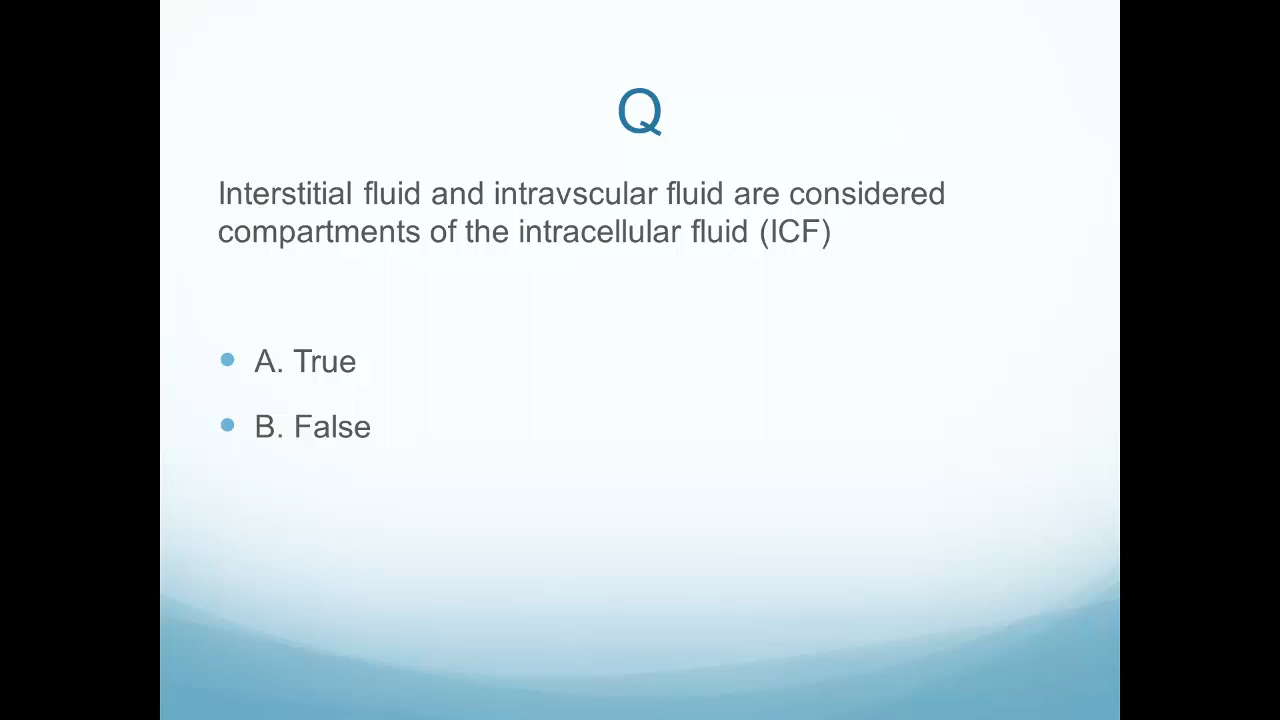 Q
Interstitial fluid and intravscular fluid are considered
compartments of the intracellular fluid (ICF)
A. True
B. False